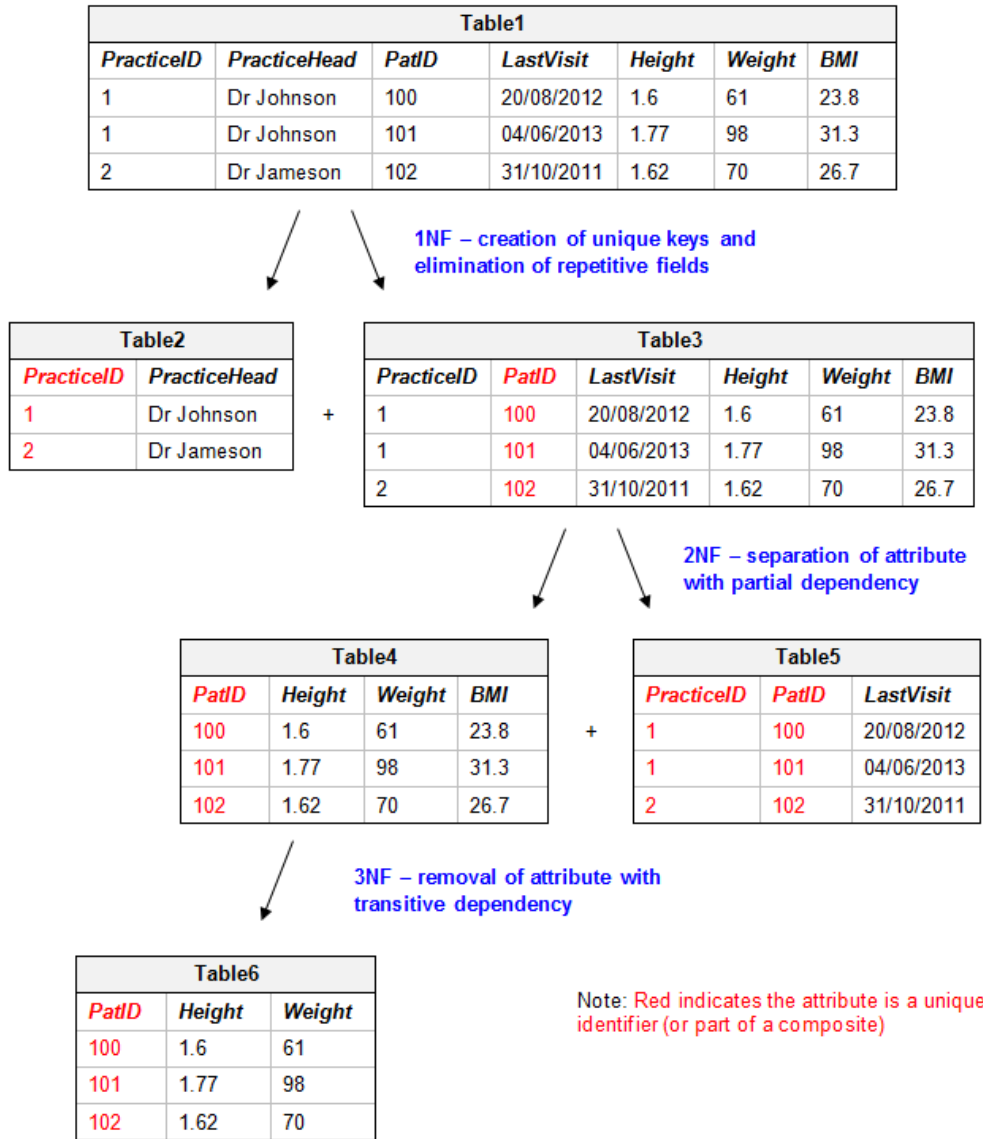 Table1
PracticeID PracticeHead PatID LastVisit Height Weight BMI
1 Dr Johnson 100 20/08/2012 1.6 61 23.8
1 Dr Johnson 101 04/06/2013 1.77 98 31.3
2 Dr Jameson 102 31/10/2011 1.62 70 26.7
1NF – creation of unique keys and
elimination of repetitive fields
Table2
PracticeID PracticeHead
1 Dr Johnson
2 Dr Jameson
+
Table3
PracticeID PatID LastVisit Height Weight BMI
1 100 20/08/2012 1.6 61 23.8
1 101 04/06/2013 1.77 98 31.3
2 102 31/10/2011 1.62 70 26.7
2NF – separation of attribute
with partial dependency
Table4
PatID Height Weight BMI
100 1.6 61 23.8
101 1.77 98 31.3
102 1.62 70 26.7
+
Table5
PracticeID PatID LastVisit
1 100 20/08/2012
1 101 04/06/2013
2 102 31/10/2011
3NF – removal of attribute with
transitive dependency
Table6
PatID Height Weight
100 1.6 61
101 1.77 98
102 1.62 70
Note: Red indicates the attribute is a unique
identifier (or part of a composite)